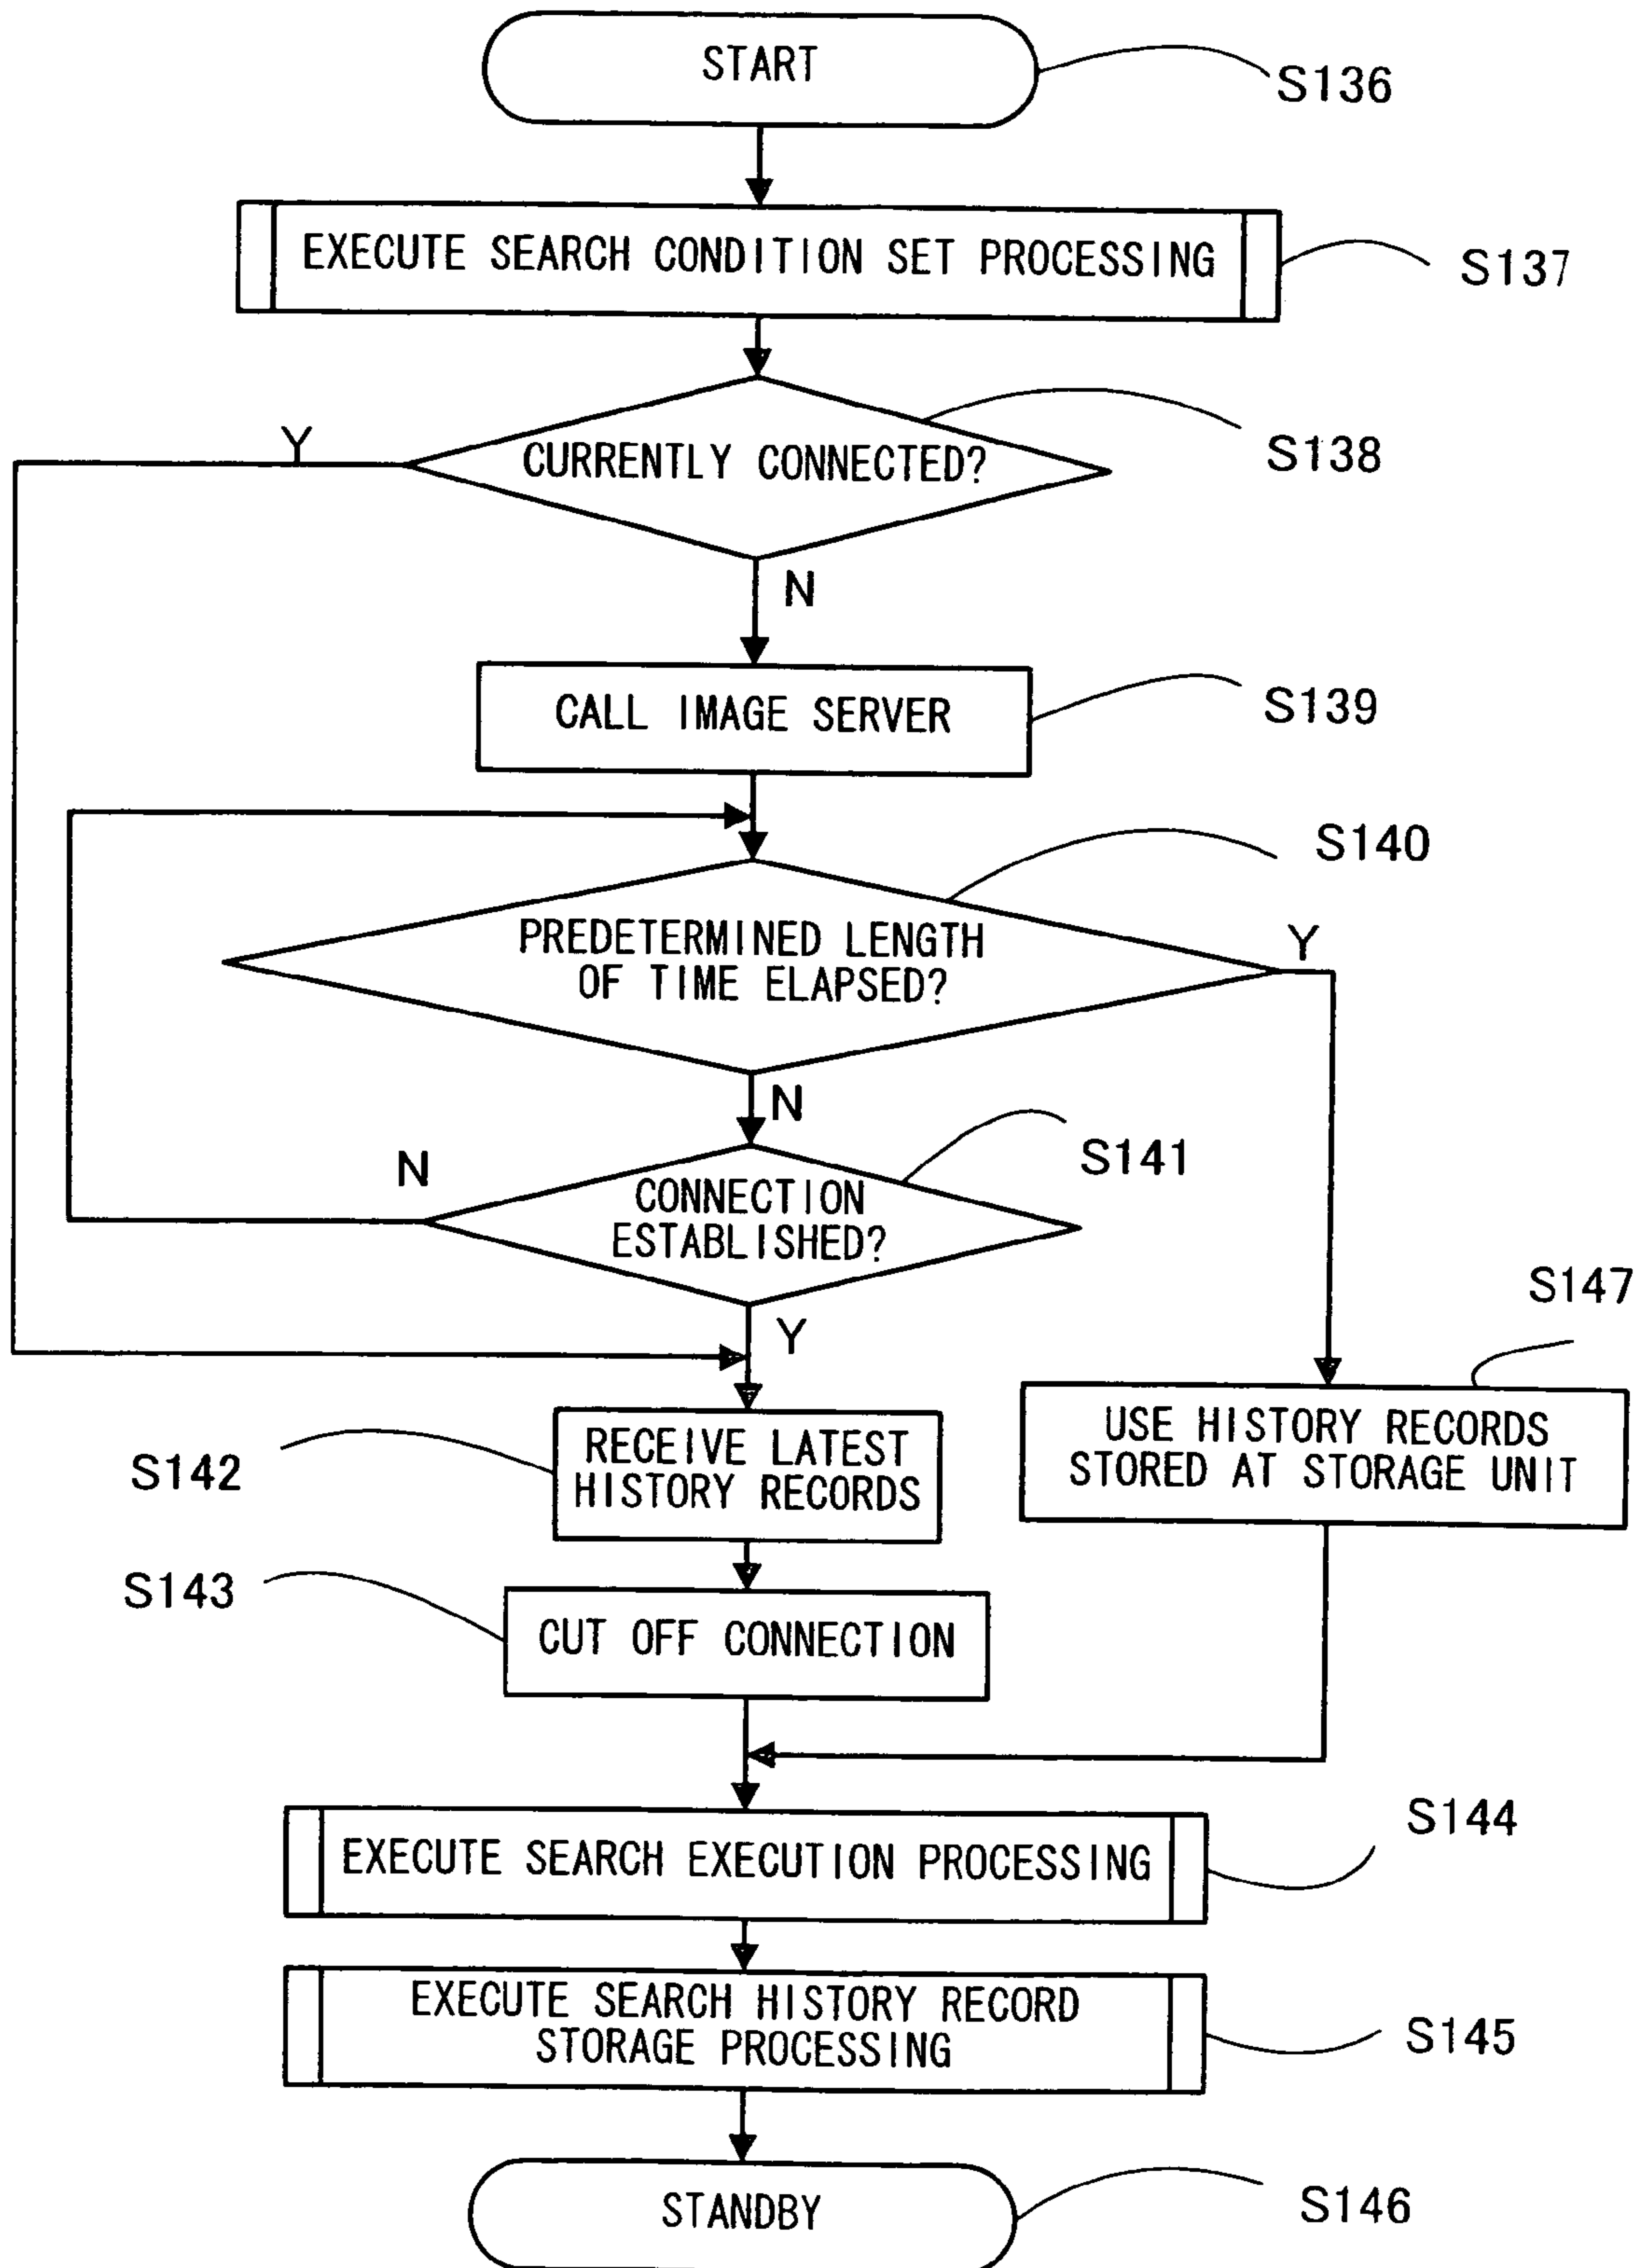 START
S136
EXECUTE SEARCH CONDITION SET PROCESSING
S137
Y
CURRENTLY CONNECTED?
S138
N
CALL IMAGE SERVER
S139
S140
PREDETERMINED LENGTH
OF TIME ELAPSED?
Y
N
S141
N
CONNECTION
ESTABLISHED?
Y
S147
S142
RECEIVE LATEST
HISTORY RECORDS
USE HISTORY RECORDS
STORED AT STORAGE UNIT
S143
CUT OFF CONNECTION
S144
EXECUTE SEARCH EXECUTION PROCESSING
EXECUTE SEARCH HISTORY RECORD
STORAGE PROCESSING
S145
STANDBY
S146